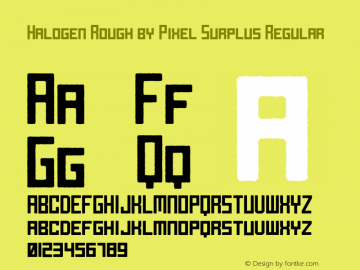 Halogen Rough by Pixel Surplus Regular
Aa Ff A
Gg Qq
ABCDEFGHIJKLMNOPQRSTUVWXYZ
ABCDEFGHIJKLMNOPQRSTUVWXYZ
0123456789
© Design by fontke.com